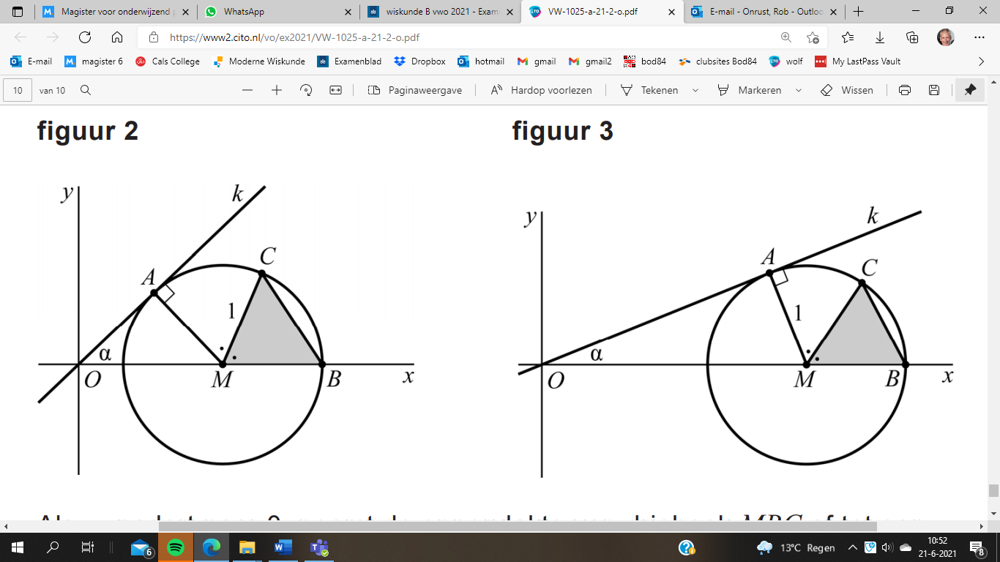 Magister voor onderwijzend p
WhatsApp
wiskunde B vwo 2021 - Exame
VW-1025-a-21-2-o.pdf
E-mail - Onrust, Rob - Outloo
https://www2.cito.nl/vo/ex2021/VW-1025-a-21-2-o.pdf
E-mail
magister 6
Cals College
Moderne Wiskunde
Examenblad
Dropbox
hotmail
gmail
gmail2
bod84
clubsites Bod84
wolf
My LastPass Vault
10 van 10
Paginaweergave
Hardop voorlezen
Tekenen
Markeren
Wissen
figuur 2
figuur 3
y
k
C
A
1
α
O
M
B
x
y
k
A
C
1
α
O
M
B
x
6
13°C Regen
10:52
21-6-2021
8